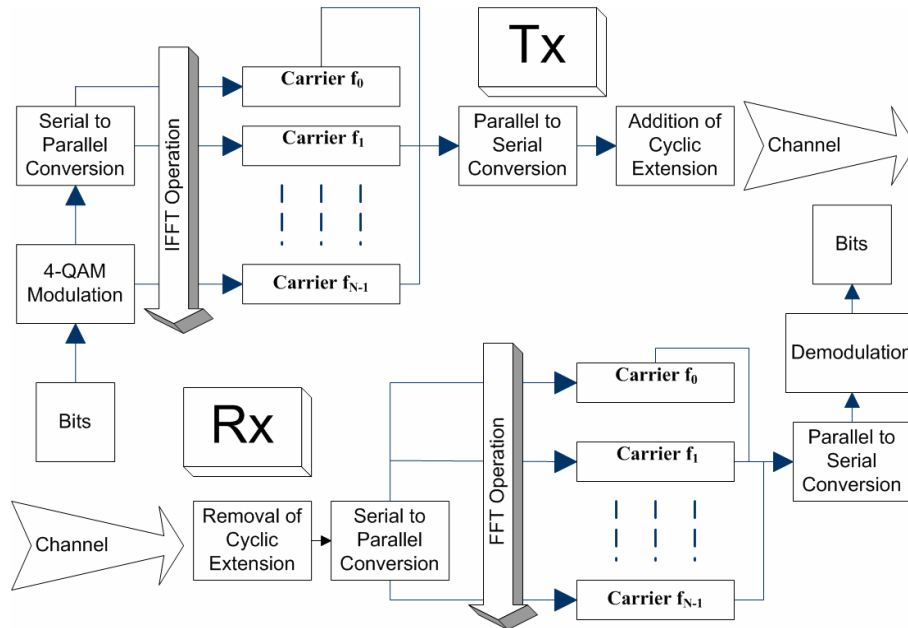 Tx
Carrier f0
Serial to
Parallel
Conversion
Carrier f1
Parallel to
Serial
Conversion
Addition of
Cyclic
Extension
Channel
IFFT Operation
4-QAM
Modulation
Carrier fN-1
Bits
Bits
Demodulation
Rx
Carrier f0
Carrier f1
Parallel to
Serial
Conversion
FFT Operation
Channel
Removal of
Cyclic
Extension
Serial to
Parallel
Conversion
Carrier fN-1